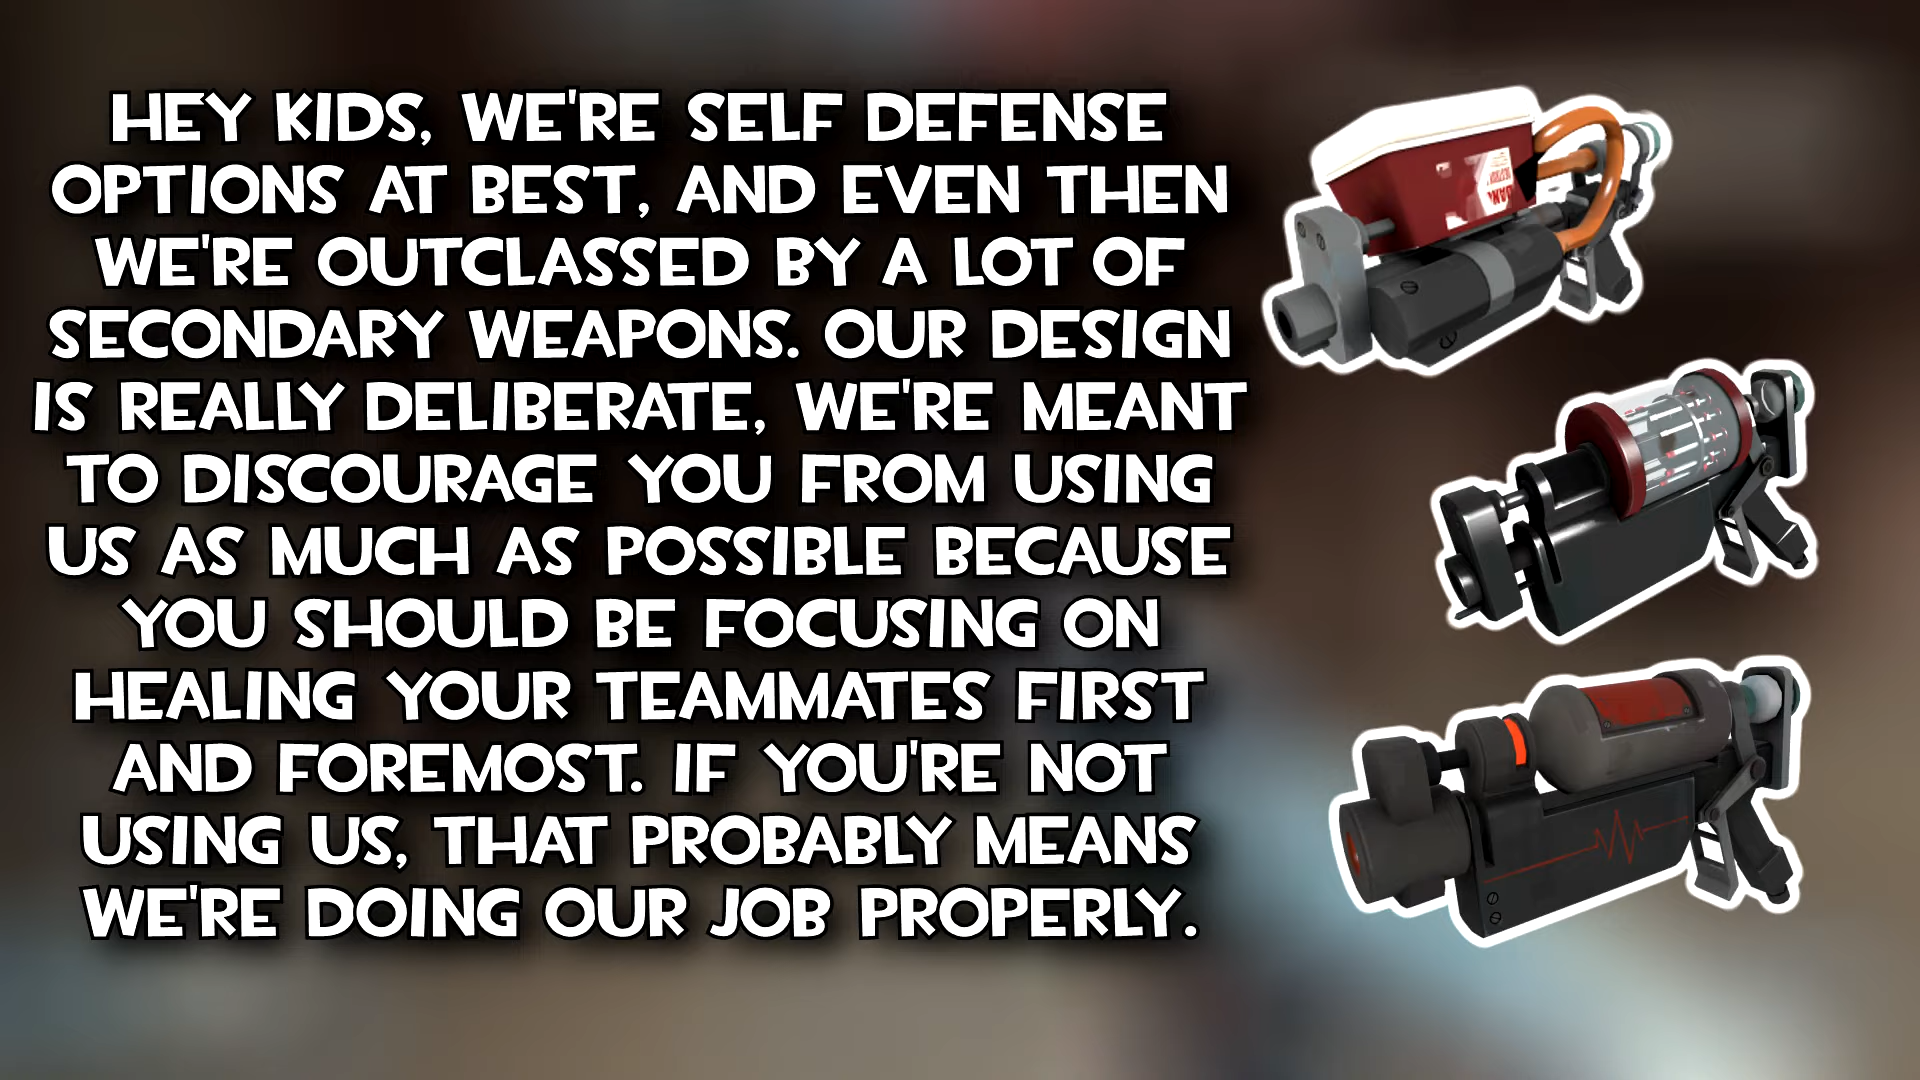 HEY KIDS, WE'RE SELF DEFENSE
OPTIONS AT BEST, AND EVEN THEN
WE'RE OUTCLASSED BY A LOT OF
SECONDARY WEAPONS. OUR DESIGN
IS REALLY DELIBERATE, WE'RE MEANT
TO DISCOURAGE YOU FROM USING
US AS MUCH AS POSSIBLE BECAUSE
YOU SHOULD BE FOCUSING ON
HEALING YOUR TEAMMATES FIRST
AND FOREMOST. IF YOU'RE NOT
USING US, THAT PROBABLY MEANS
WE'RE DOING OUR JOB PROPERLY.